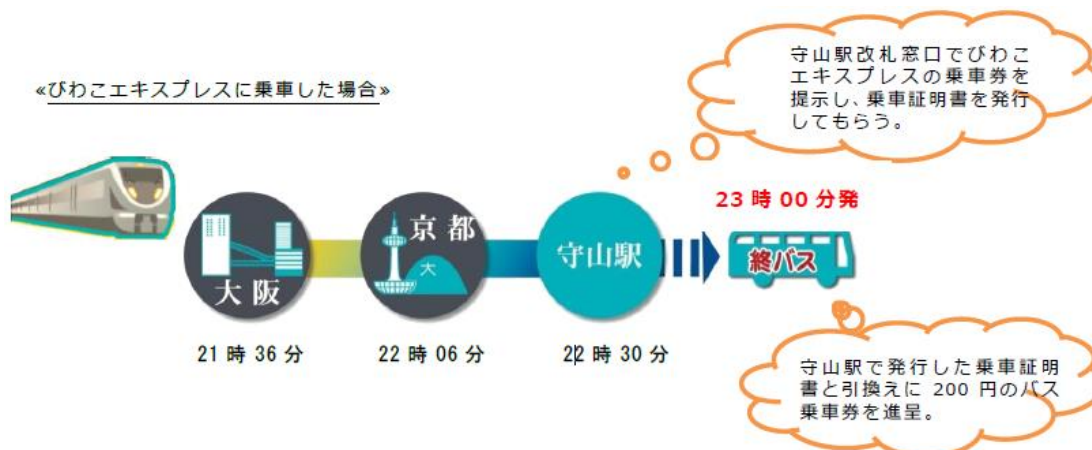 ≪びわこエキスプレスに乗車した場合≫
守山駅改札窓口でびわこ
エキスプレスの乗車券を
提示し、乗車証明書を発行
してもらう。
23時00分発
大阪
京都
大
守山駅
終バス
21時36分
22時06分
22時30分
守山駅で発行した乗車証明
書と引換えに 200 円のバス
乗車券を進呈。